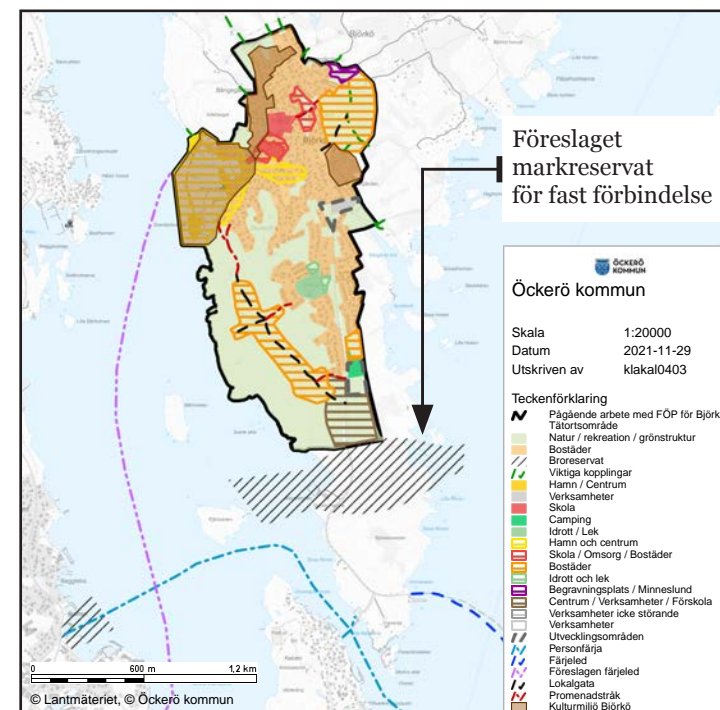 Björkö
Föreslaget
markreservat
för fast förbindelse
ÖCKERÖ
KOMMUN
Öckerö kommun
Skala 1:20000
Datum 2021-11-29
Utskriven av klakal0403
Teckenförklaring
Pågående arbete med FÖP för Björk
Tätortsområde
Natur / rekreation / grönstruktur
Bostäder
Broreservat
Viktiga kopplingar
Hamn / Centrum
Verksamheter
Skola
Camping
Idrott / Lek
Hamn och centrum
Skola / Omsorg / Bostäder
Bostäder
Idrott och lek
Begravningsplats / Minneslund
Centrum / Verksamheter / Förskola
Verksamheter icke störande
Verksamheter
Utvecklingsområden
Personfärja
Färjeled
Föreslagen färjeled
Lokalgata
Promenadstråk
Kulturmiljö Björkö
0 600 m 1,2 km
© Lantmäteriet, © Öckerö kommun